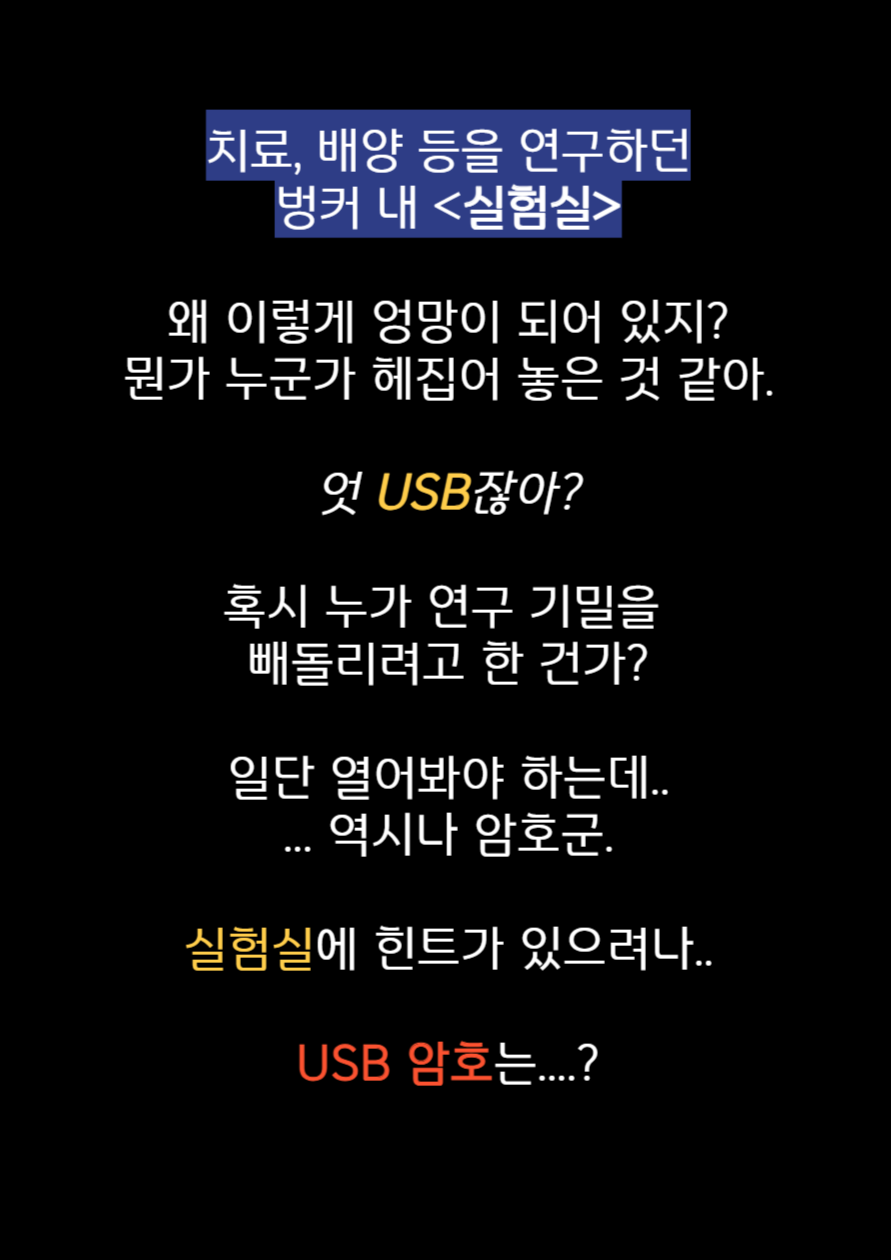 치료, 배양 등을 연구하던
벙커 내 <실험실>
왜 이렇게 엉망이 되어 있지?
뭔가 누군가 헤집어 놓은 것 같아.
엇 USB잖아?
혹시 누가 연구 기밀을
빼돌리려고 한 건가?
일단 열어봐야 하는데..
... 역시나 암호군.
실험실에 힌트가 있으려나..
USB 암호는....?